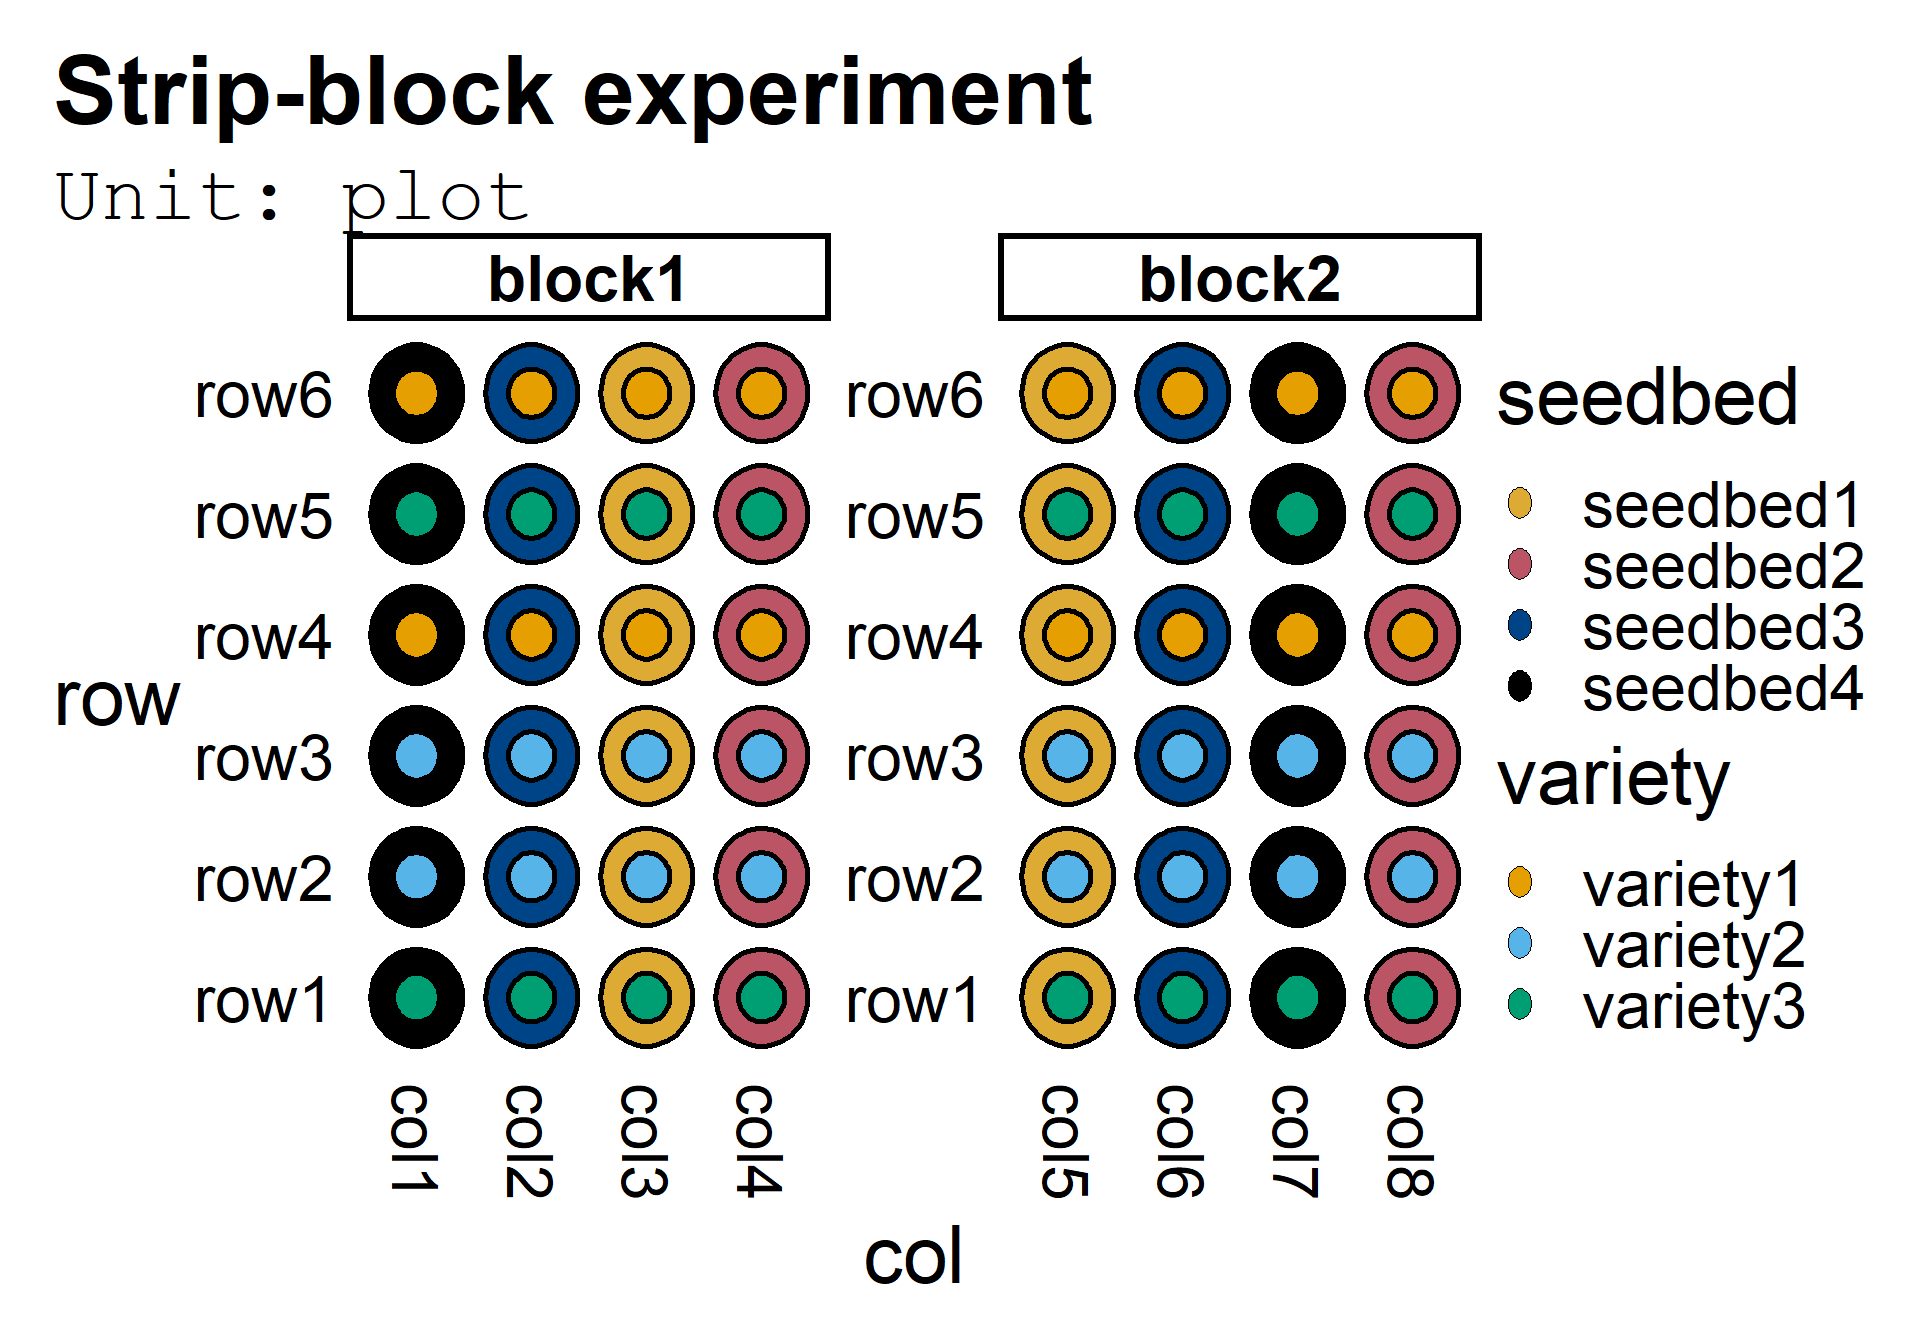 Strip-block experiment
Unit: plot
block1
block2
row
row6
row5
row4
row3
row2
row1
row6
row5
row4
row3
row2
row1
col1
col2
col3
col4
col5
col6
col7
col8
col
seedbed
seedbed1
seedbed2
seedbed3
seedbed4
variety
variety1
variety2
variety3